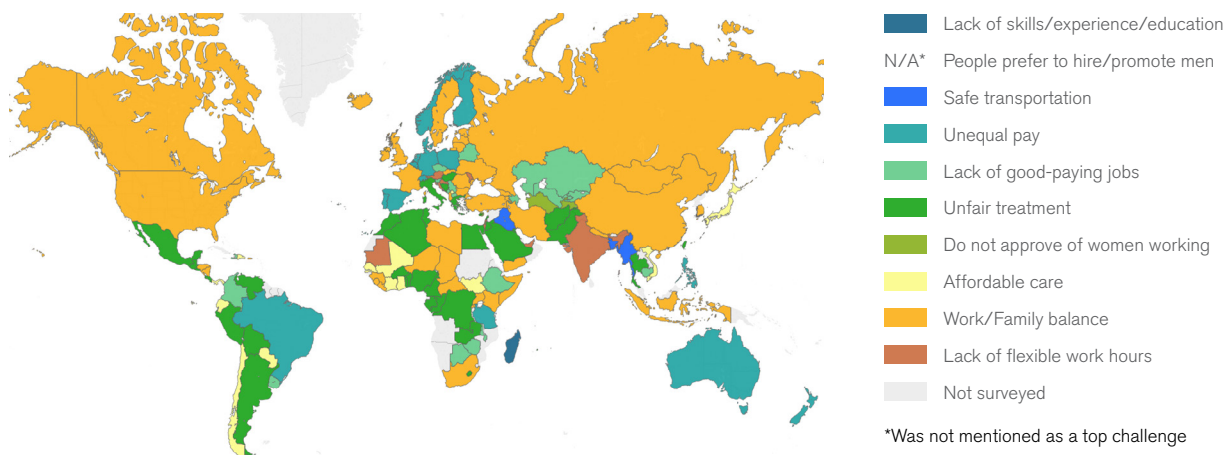 Lack of skills/experience/education
N/A* People prefer to hire/promote men
Safe transportation
Unequal pay
Lack of good-paying jobs
Unfair treatment
Do not approve of women working
Affordable care
Work/Family balance
Lack of flexible work hours
Not surveyed
*Was not mentioned as a top challenge